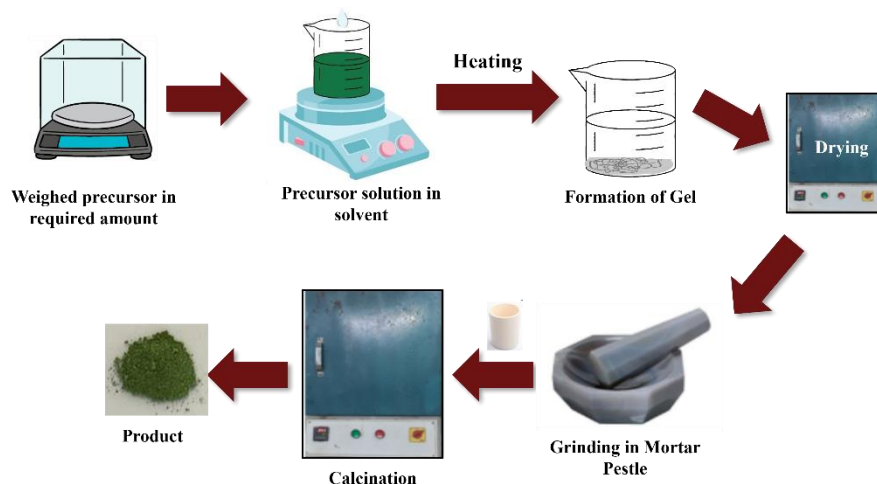 Weighed precursor in
required amount
Precursor solution in
solvent
Heating
Formation of Gel
Drying
Grinding in Mortar
Pestle
Calcination
Product